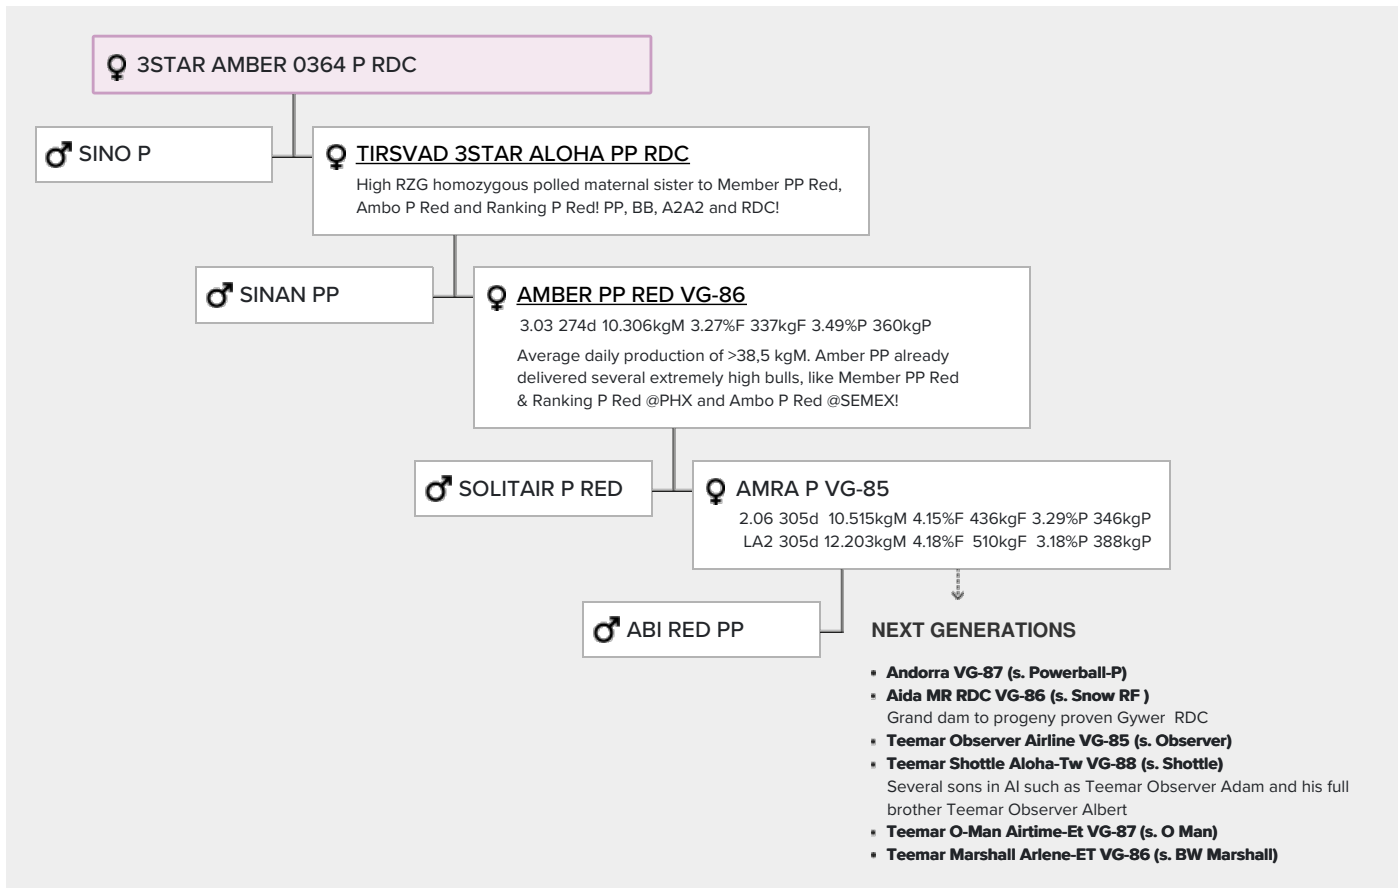 3STAR AMBER 0364 P RDC
SINO P
TIRSVAD 3STAR ALOHA PP RDC
High RZG homozygous polled maternal sister to Member PP Red,
Ambo P Red and Ranking P Red! PP, BB, A2A2 and RDC!
SINAN PP
AMBER PP RED VG-86
3.03 274d 10.306kgM 3.27%F 337kgF 3.49%P 360kgP
Average daily production of >38,5 kgM. Amber PP already
delivered several extremely high bulls, like Member PP Red
& Ranking P Red @PHX and Ambo P Red @SEMEX!
SOLITAIR P RED
AMRA P VG-85
2.06 305d 10.515kgM 4.15%F 436kgF 3.29%P 346kgP
LA2 305d 12.203kgM 4.18%F 510kgF 3.18%P 388kgP
ABI RED PP
NEXT GENERATIONS
• Andorra VG-87 (s. Powerball-P)
• Aida MR RDC VG-86 (s. Snow RF )
Grand dam to progeny proven Gywer RDC
• Teemar Observer Airline VG-85 (s. Observer)
• Teemar Shottle Aloha-Tw VG-88 (s. Shottle)
Several sons in AI such as Teemar Observer Adam and his full
brother Teemar Observer Albert
• Teemar O-Man Airtime-Et VG-87 (s. O Man)
• Teemar Marshall Arlene-ET VG-86 (s. BW Marshall)